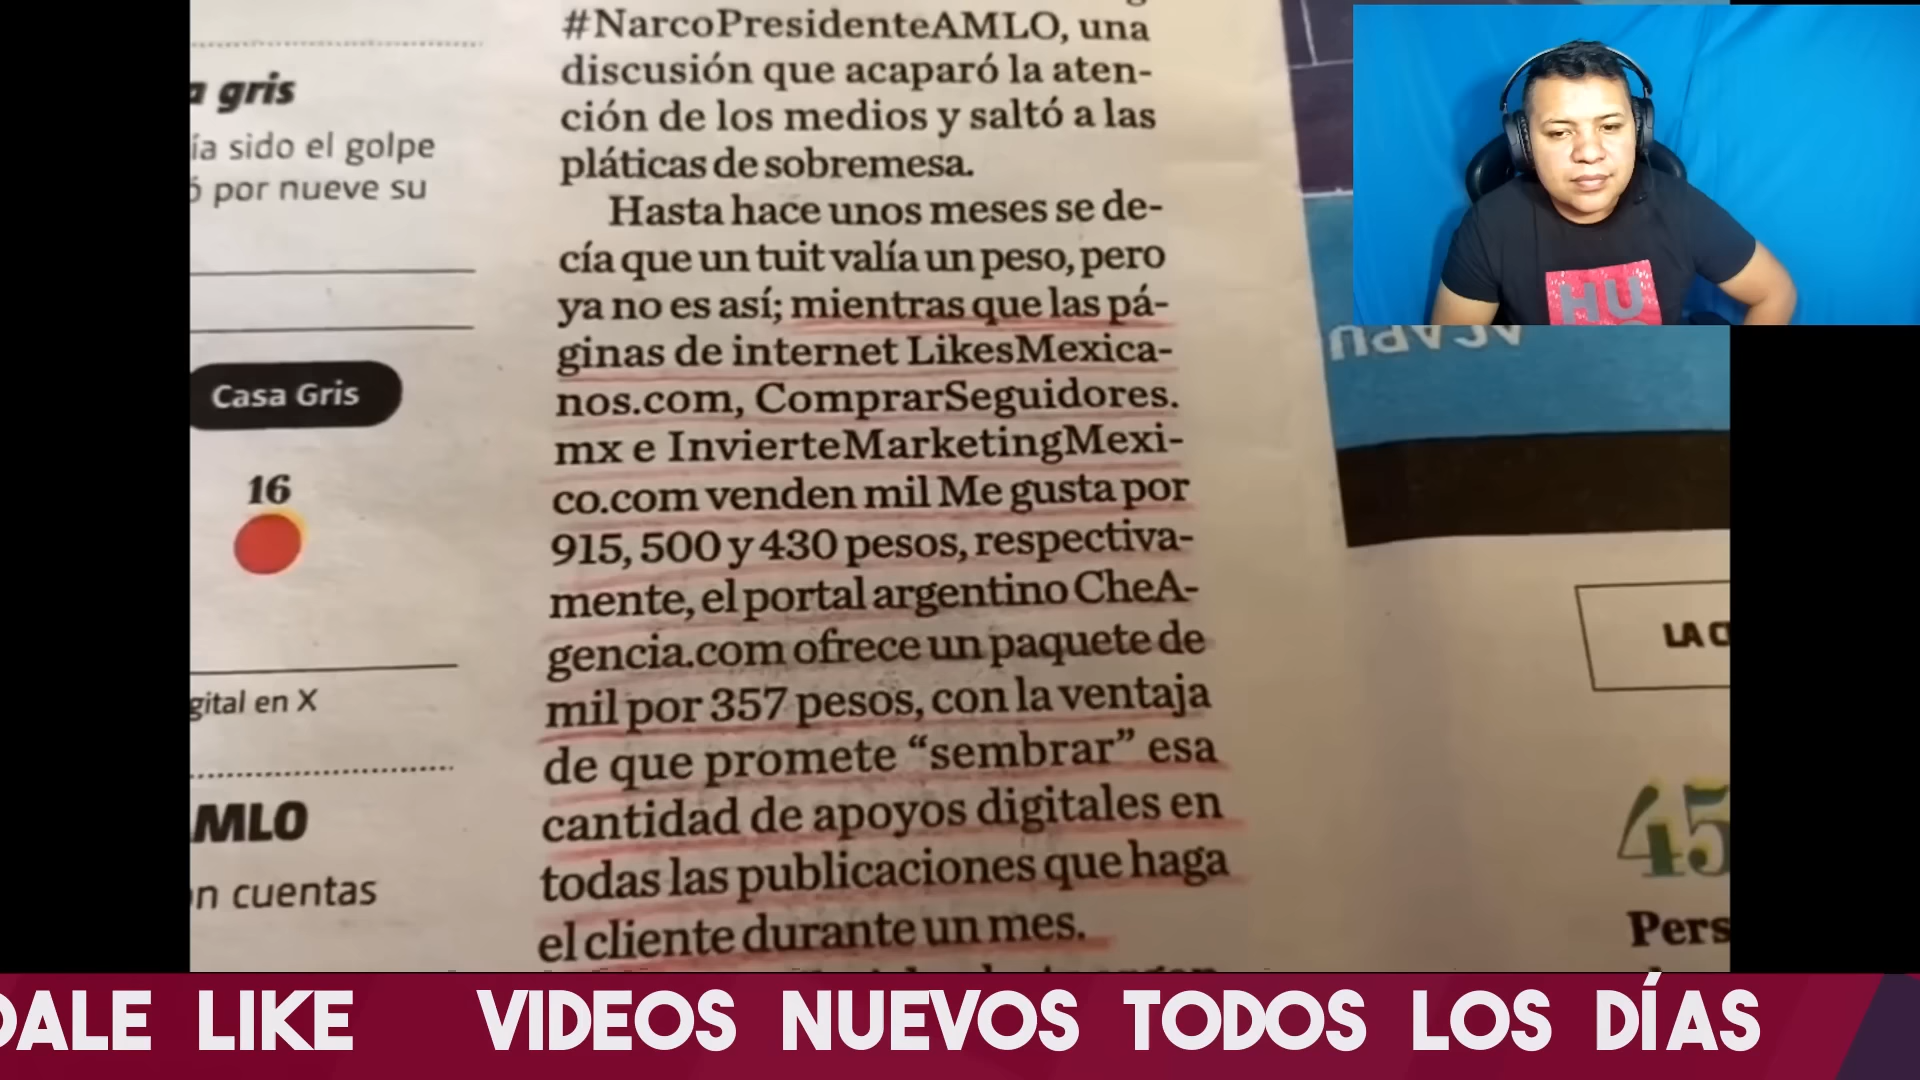 #NarcoPresidenteAMLO, una
discusión que acaparó la aten-
ción de los medios y saltó a las
pláticas de sobremesa.
Hasta hace unos meses se de-
cía que un tuit valía un peso, pero
ya no es así; mientras que las pá-
ginas de internet LikesMexica-
nos.com, ComprarSeguidores.
mx e InvierteMarketingMexi-
co.com venden mil Me gusta por
915, 500 y 430 pesos, respectiva-
mente, el portal argentino CheA-
gencia.com ofrece un paquete de
mil por 357 pesos, con la ventaja
de que promete “sembrar” esa
cantidad de apoyos digitales en
todas las publicaciones que haga
el cliente durante un mes.
gris
sido el golpe
por nueve su
Casa Gris
16
en X
MLO
cuentas
HU
LA
45
Pers
DALE LIKE VIDEOS NUEVOS TODOS LOS DÍAS